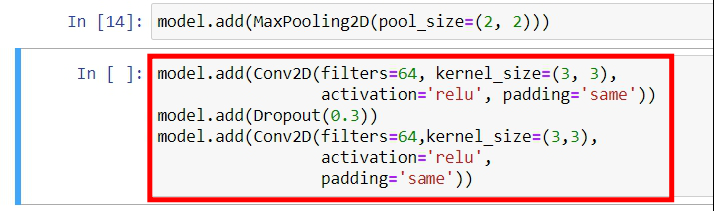 In [14]: model.add(MaxPooling2D(pool_size=(2, 2)))
In [ ]: model.add(Conv2D(filters=64, kernel_size=(3, 3),
activation='relu', padding='same'))
model.add(Dropout(0.3))
model.add(Conv2D(filters=64,kernel_size=(3,3),
activation='relu',
padding='same'))